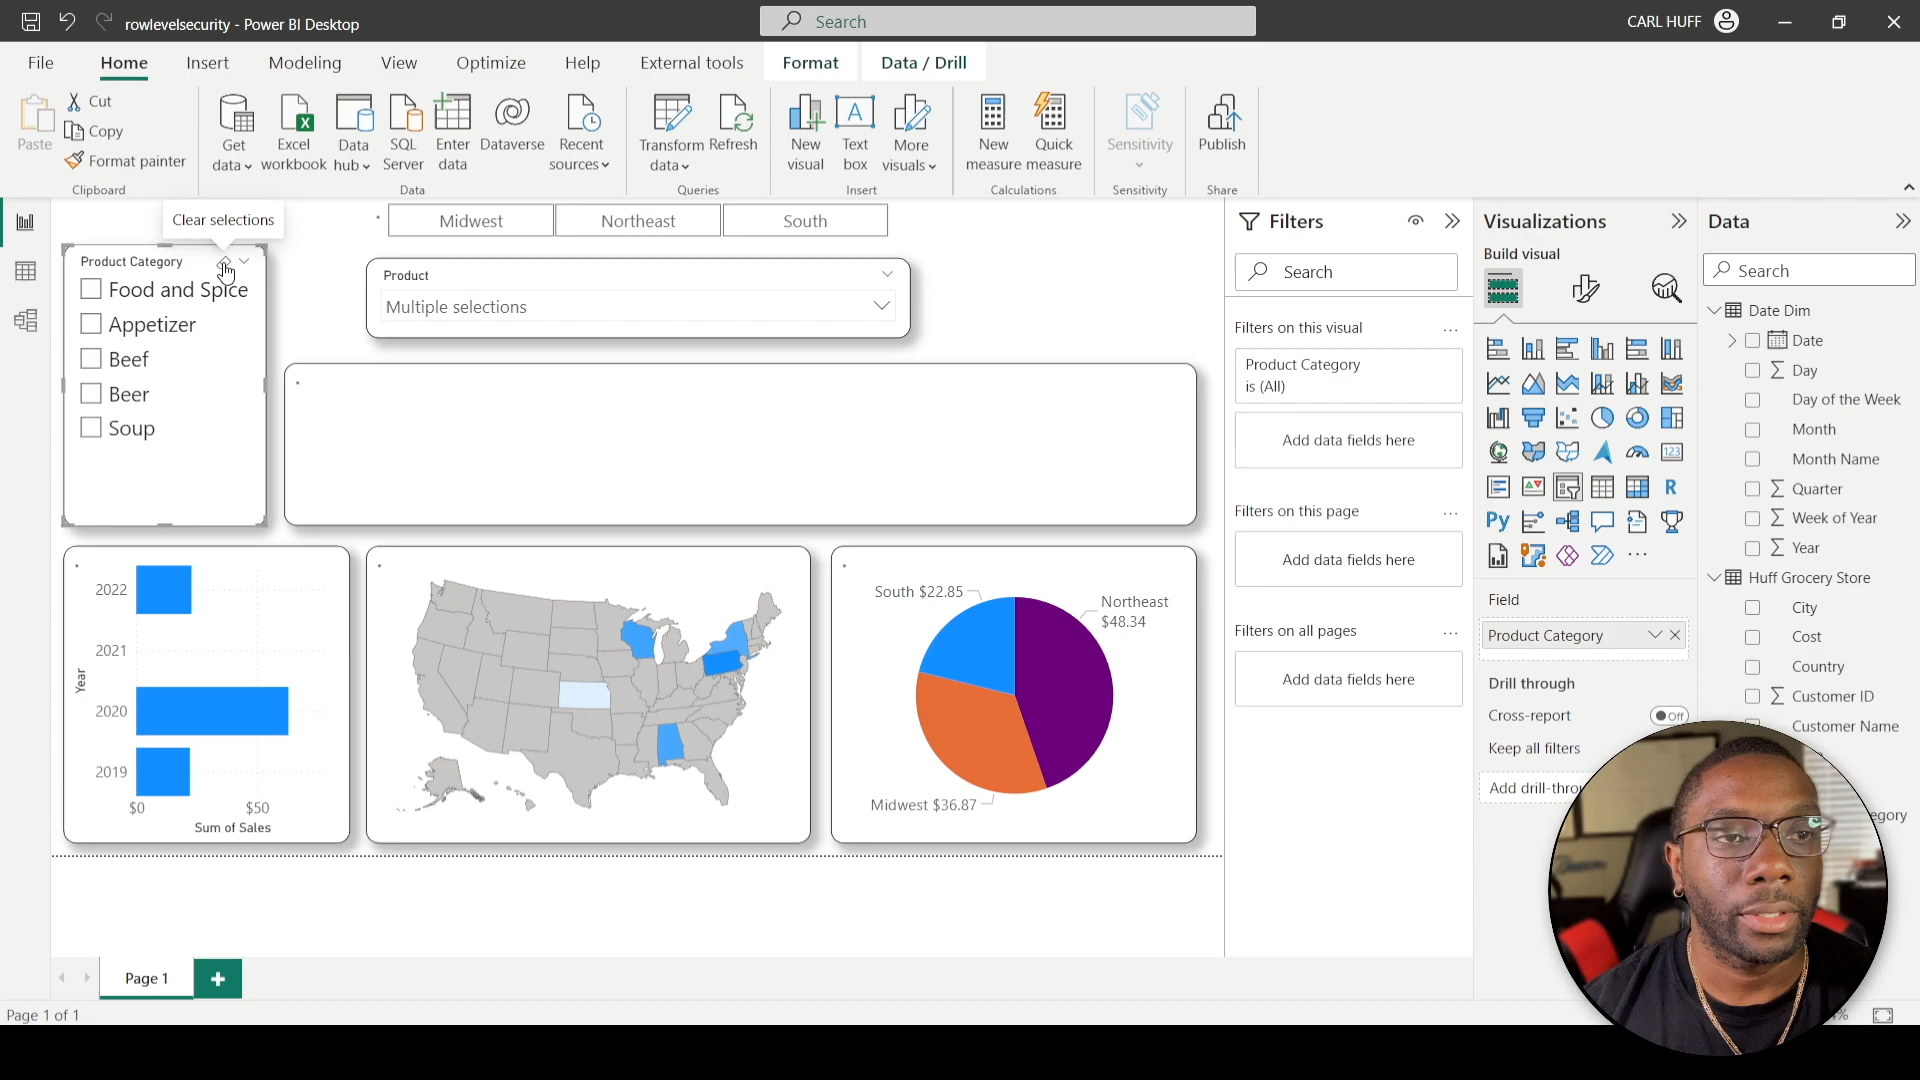 rowlevelsecurity - Power BI Desktop
Search
CARL HUFF
File
Home
Insert
Modeling
View
Optimize
Help
External tools
Format
Data / Drill
Paste
Cut
Copy
Format painter
Clipboard
Get data
Excel workbook
Data hub
SQL Server
Enter data
Dataverse
Recent sources
Data
Transform data
Refresh
Queries
New visual
Text box
More visuals
Insert
New measure
Quick measure
Calculations
Sensitivity
Sensitivity
Publish
Share
Clear selections
Midwest
Northeast
South
Product Category
Food and Spice
Appetizer
Beef
Beer
Soup
Product
Multiple selections
2022
2021
2020
2019
Year
$0
$50
Sum of Sales
South $22.85
Northeast
$48.34
Midwest $36.87
Filters
Search
Filters on this visual
...
Product Category
is (All)
Add data fields here
Filters on this page
...
Add data fields here
Filters on all pages
...
Add data fields here
Visualizations
Build visual
123
R
Py
...
Field
Product Category
Drill through
Cross-report
Off
Keep all filters
Add drill-throu
Data
Search
Date Dim
Date
Day
Day of the Week
Month
Month Name
Quarter
Week of Year
Year
Huff Grocery Store
City
Cost
Country
Customer ID
Customer Name
egory
Page 1
Page 1 of 1